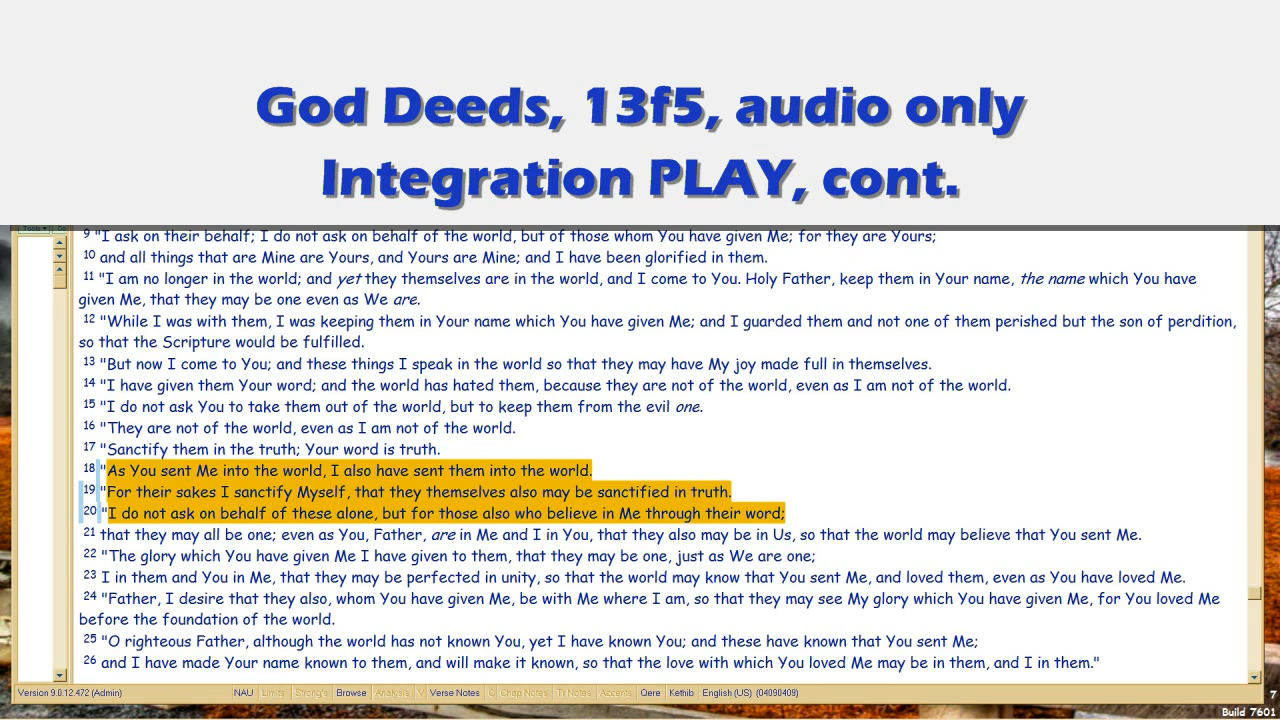 God Deeds, 13f5, audio only
Integration PLAY, cont.
9 "I ask on their behalf; I do not ask on behalf of the world, but of those whom You have given Me; for they are Yours;
10 and all things that are Mine are Yours, and Yours are Mine; and I have been glorified in them.
11 "I am no longer in the world; and yet they themselves are in the world, and I come to You. Holy Father, keep them in Your name, the name which You have
given Me, that they may be one even as We are.
12 "While I was with them, I was keeping them in Your name which You have given Me; and I guarded them and not one of them perished but the son of perdition,
so that the Scripture would be fulfilled.
13 "But now I come to You; and these things I speak in the world so that they may have My joy made full in themselves.
14 "I have given them Your word; and the world has hated them, because they are not of the world, even as I am not of the world.
15 "I do not ask You to take them out of the world, but to keep them from the evil one.
16 "They are not of the world, even as I am not of the world.
17 "Sanctify them in the truth; Your word is truth.
18 "As You sent Me into the world, I also have sent them into the world.
19 "For their sakes I sanctify Myself, that they themselves also may be sanctified in truth.
20 "I do not ask on behalf of these alone, but for those also who believe in Me through their word;
21 that they may all be one; even as You, Father, are in Me and I in You, that they also may be in Us, so that the world may believe that You sent Me.
22 "The glory which You have given Me I have given to them, that they may be one, just as We are one;
23 I in them and You in Me, that they may be perfected in unity, so that the world may know that You sent Me, and loved them, even as You have loved Me.
24 "Father, I desire that they also, whom You have given Me, be with Me where I am, so that they may see My glory which You have given Me, for You loved Me
before the foundation of the world.
25 "O righteous Father, although the world has not known You, yet I have known You; and these have known that You sent Me;
26 and I have made Your name known to them, and will make it known, so that the love with which You loved Me may be in them, and I in them."
Version 9.0.12.472 (Admin) NAU Limits Strong's Browse Analysis V Verse Notes C Chap Notes Tr Notes Accents Qere Kethib English (US) (04090409)
7
Build 7601